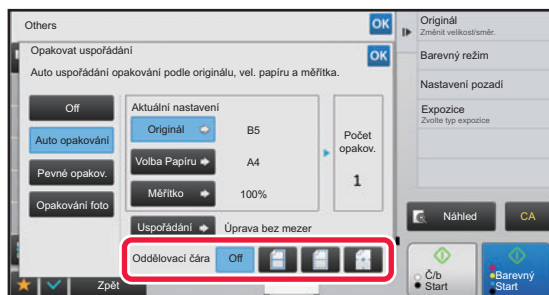 Others
OK
Opakovat uspořádání
OK
Auto uspořádání opakování podle originálu, vel. papíru a měřítka.
Off
Auto opakování
Pevné opakov.
Opakování foto
Aktuální nastavení
Originál
B5
Volba Papíru
A4
Měřítko
100%
Počet
opakov.
1
Uspořádání
Úprava bez mezer
Oddělovací čára
Off
Zpět
Originál
Změnit velikost/směr.
Barevný režim
Nastavení pozadí
Expozice
Zvolte typ expozice
Náhled
CA
Č/b
Start
Barevný
Start